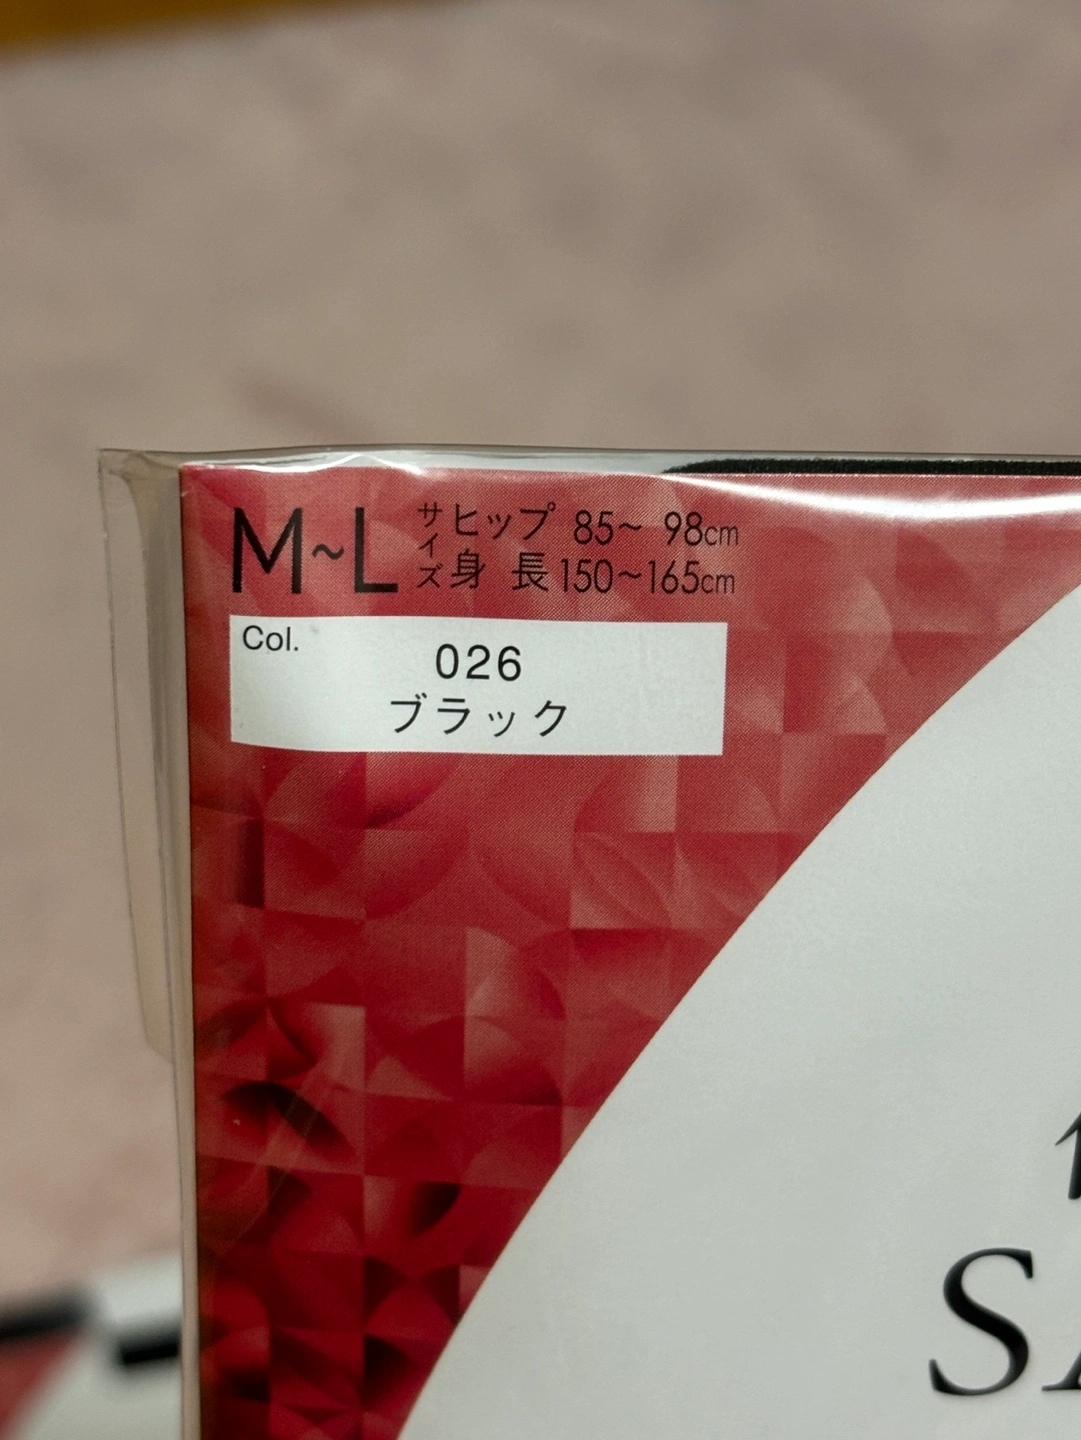 M~L サイズ ヒップ 85~ 98cm
身 長 150~165cm
Col.
026
ブラック